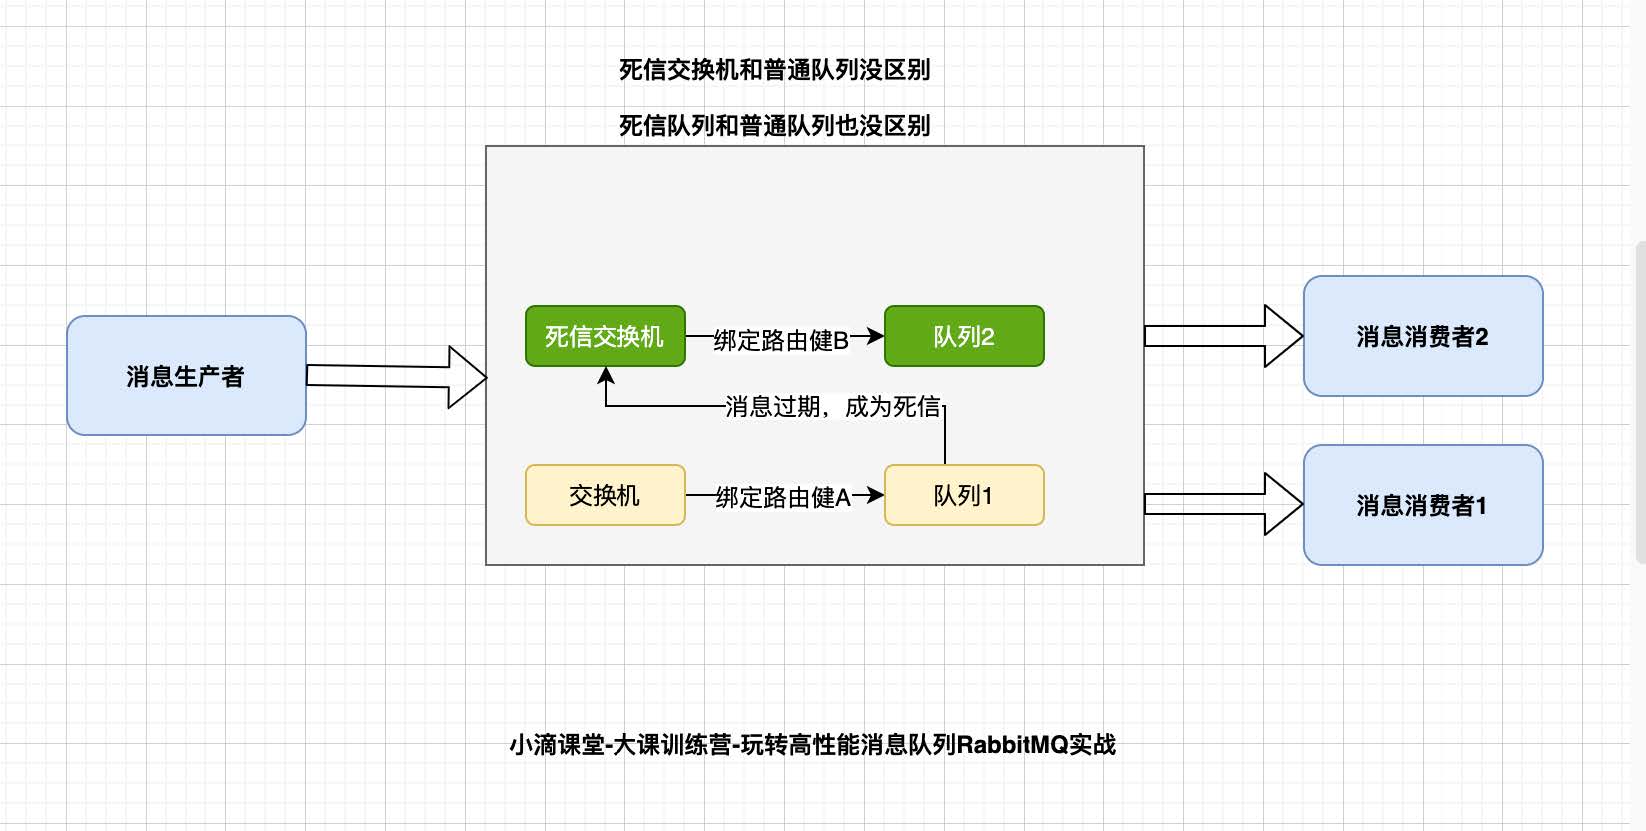 死信交换机和普通队列没区别
死信队列和普通队列也没区别
死信交换机
绑定路由健B
队列2
消息消费者2
消息生产者
消息过期，成为死信
交换机
绑定路由健A
队列1
消息消费者1
小滴课堂-大课训练营-玩转高性能消息队列RabbitMQ实战